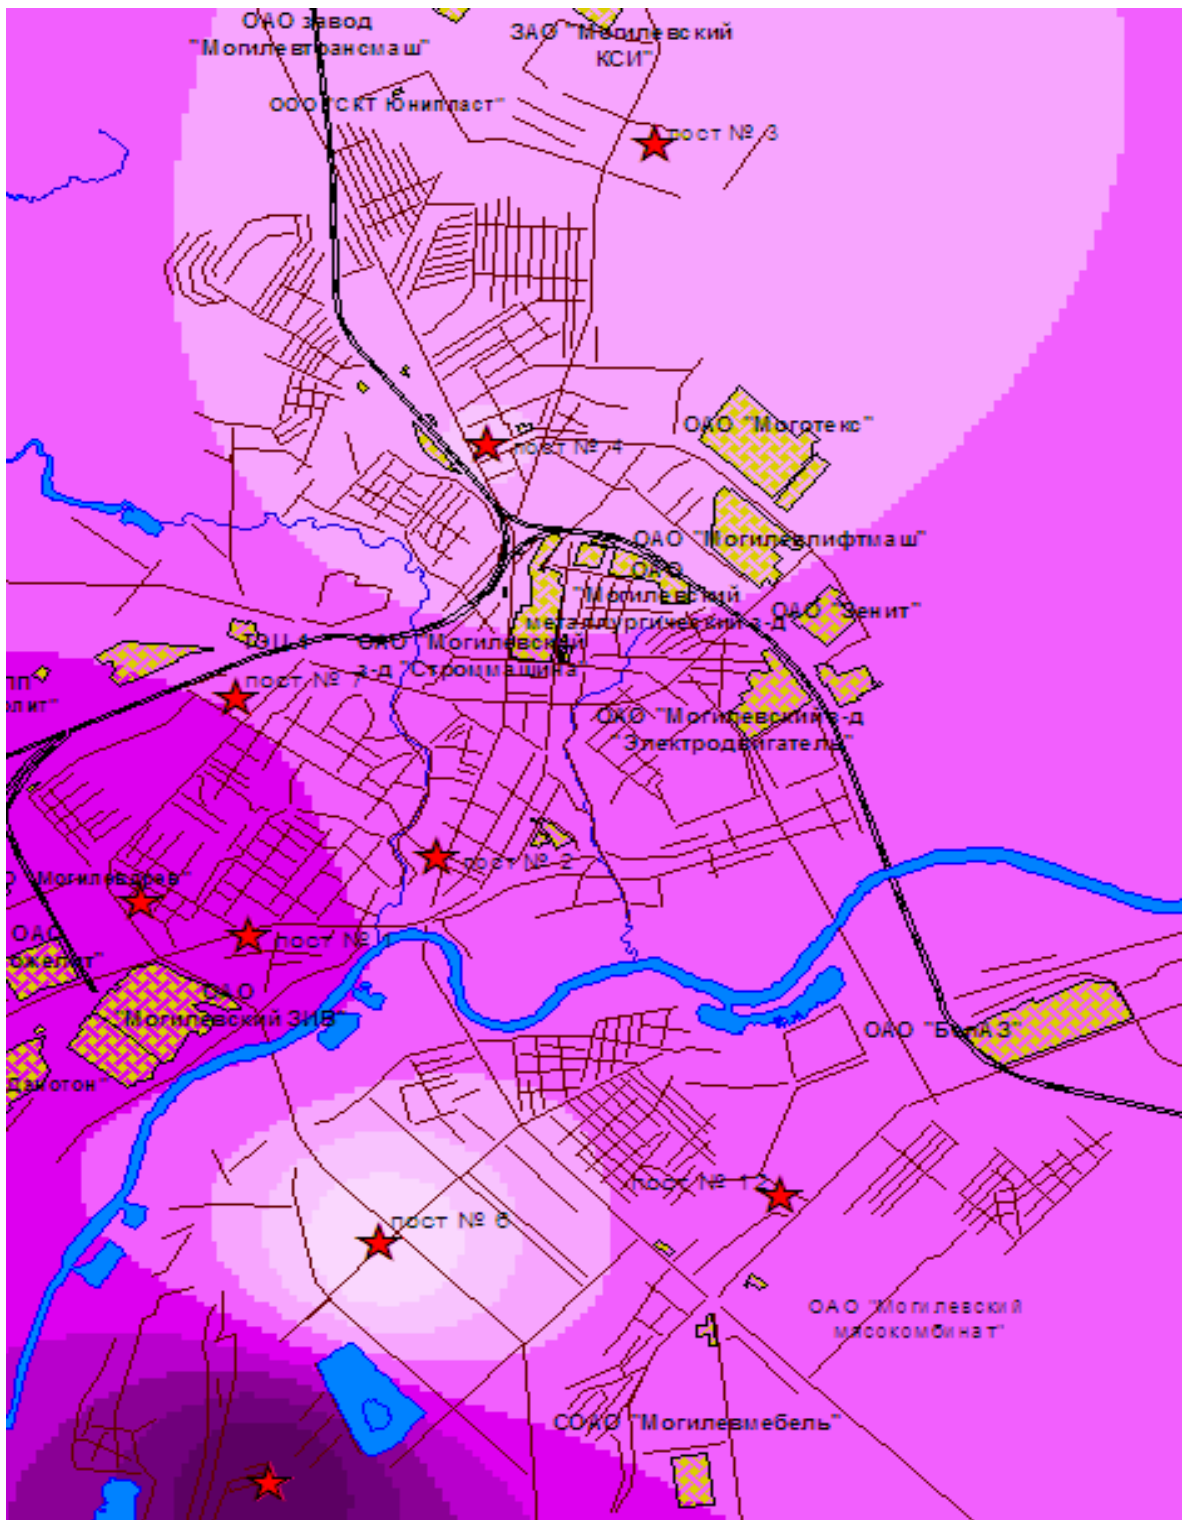 ОАО завод
"Могилевтрансмаш"
ЗАО "Могилевский
КСИ"
ООО "СКТ Юнипласт"
пост № 3
ОАО "Моготекс"
пост № 4
ОАО "Могилевлифтмаш"
ОАО
"Могилевский
металлургический з-д"
ОАО "Зенит"
ТЭЦ-1
ОАО "Могилевский
з-д "Строммашина"
ПП
олит"
пост № 7
ОАО "Могилевский з-д
"Электродвигатель"
пост № 2
О "Могилевдрев"
ОАО
ожелит"
пост № 1
ОАО
"Могилевский ЗИВ"
ОАО "БелАЗ"
пост № 12
пост № 6
ОАО "Могилевский
мясокомбинат"
СОАО "Могилевмебель"